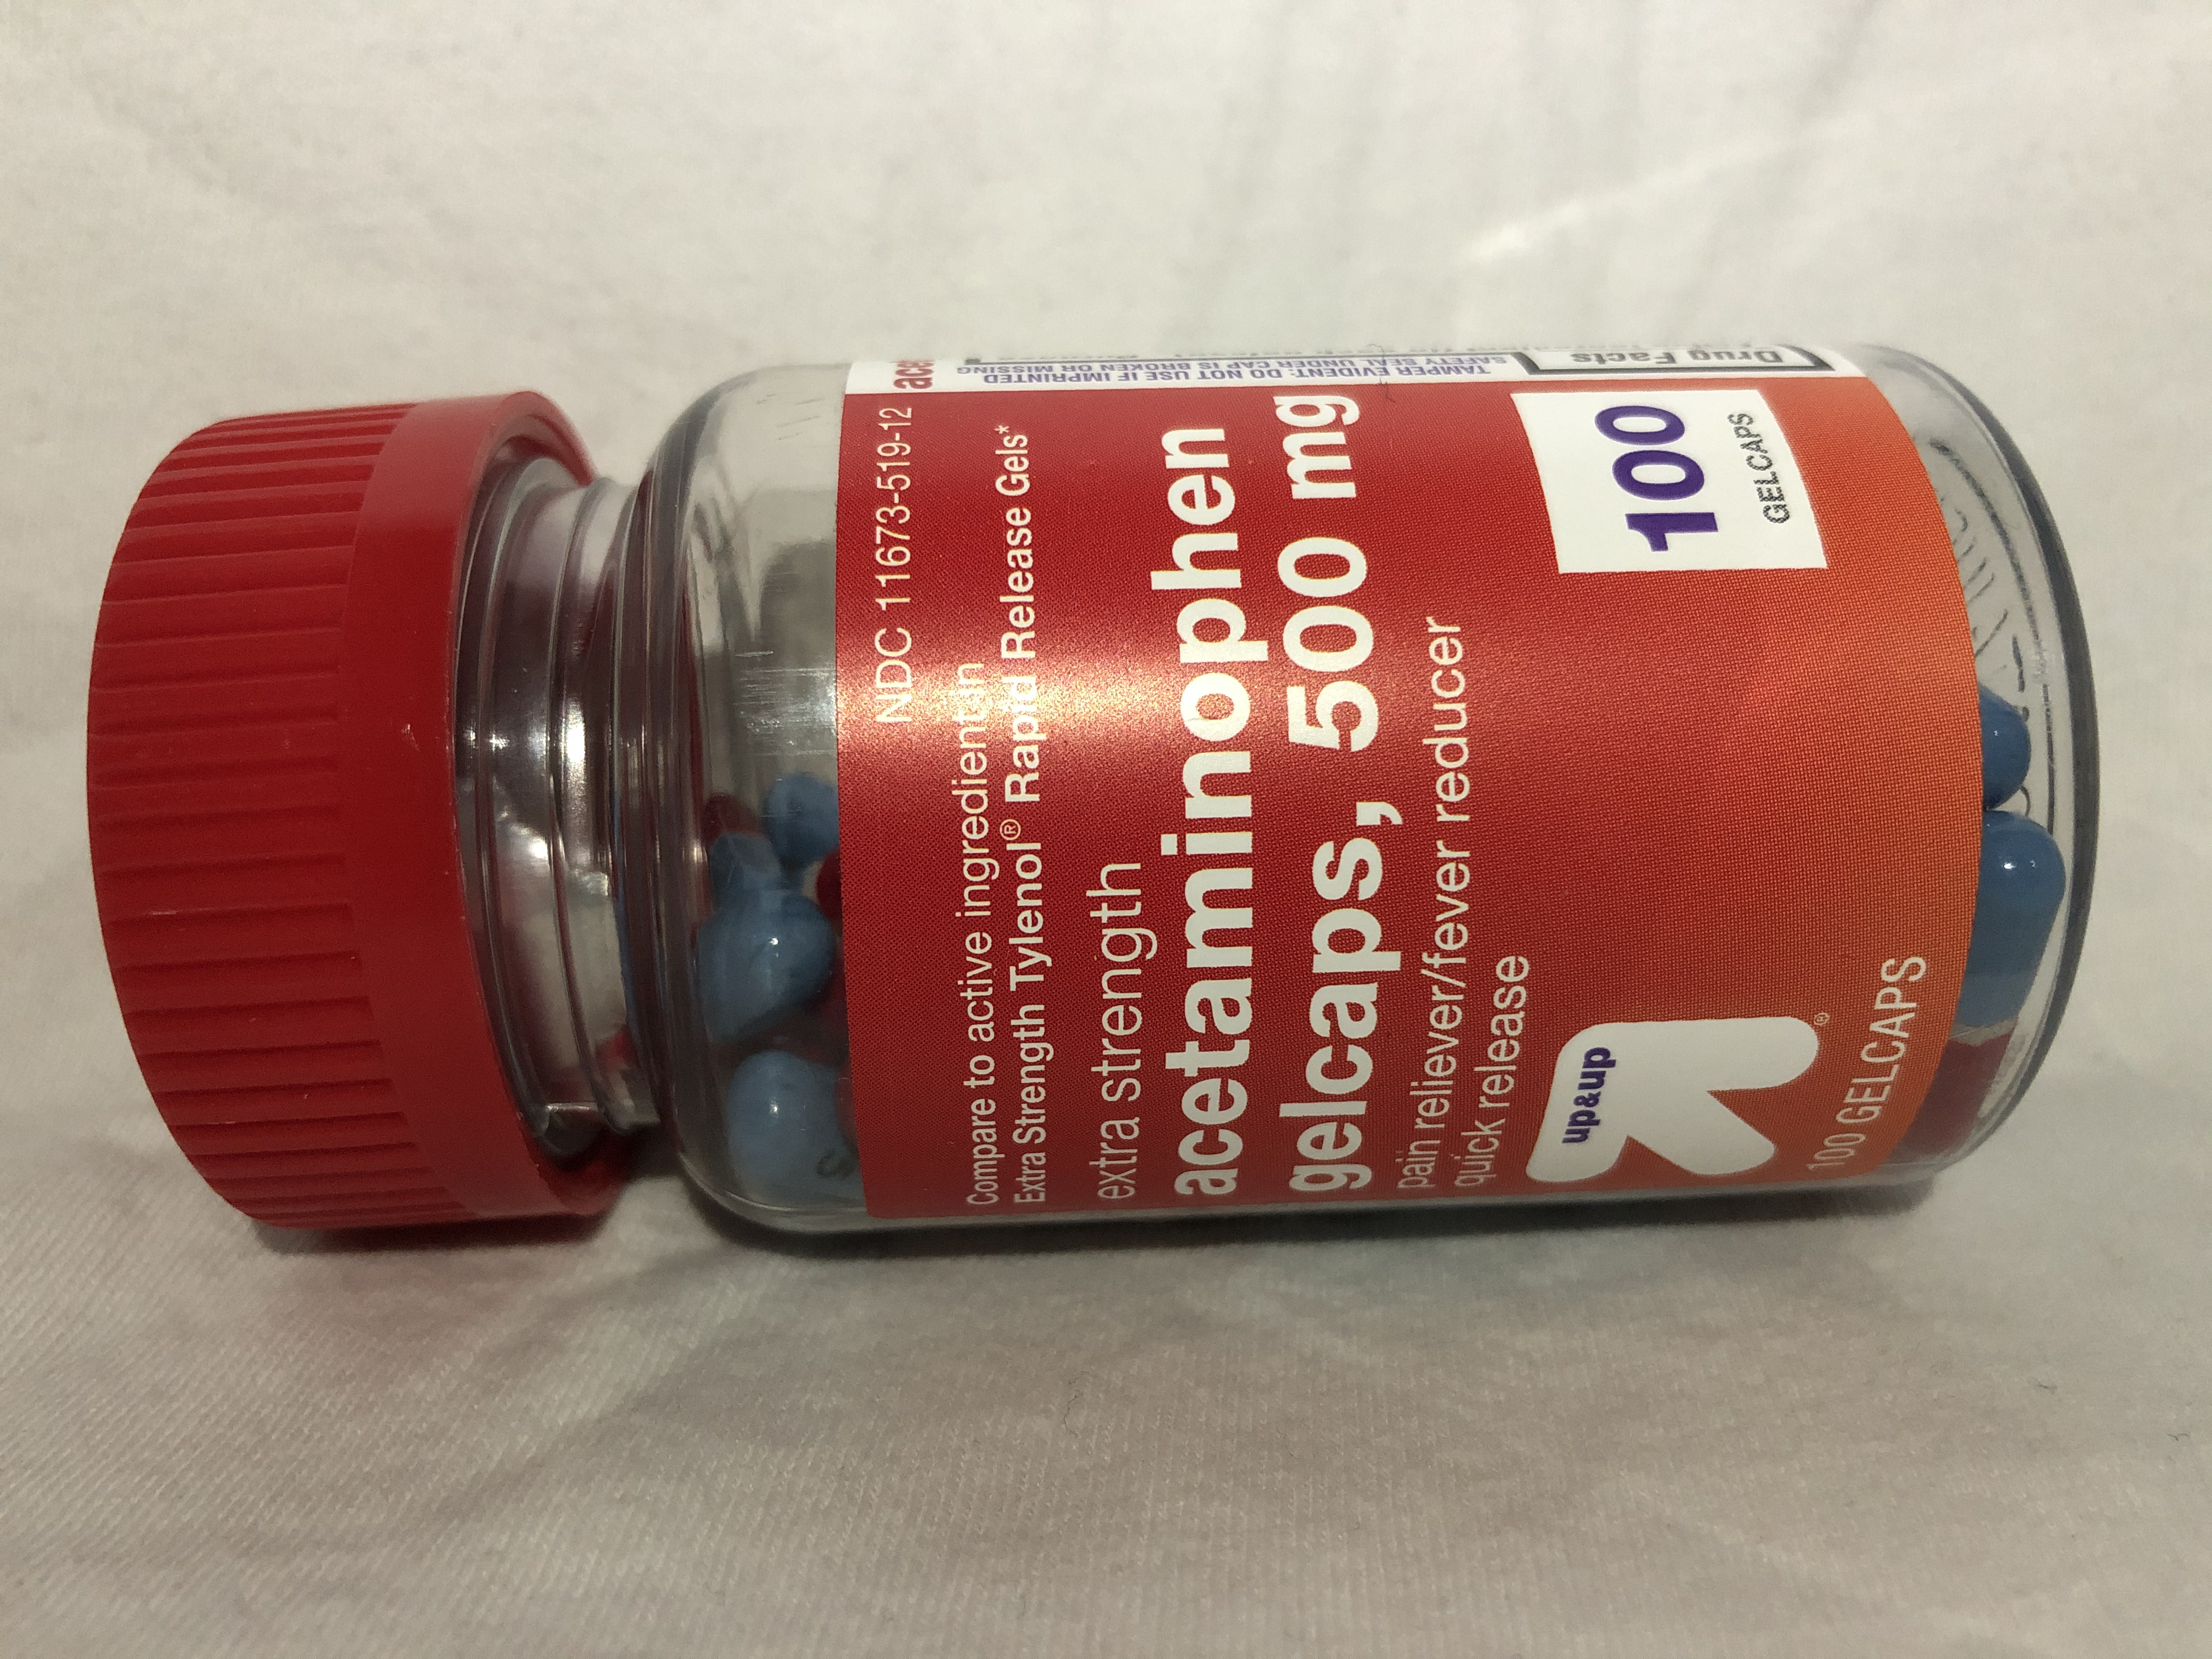 NDC 11673-519-12
Compare to active ingredient in
Extra Strength Tylenol® Rapid Release Gels*
extra strength
acetaminophen
gelcaps, 500 mg
pain reliever/fever reducer
quick release
up&up®
100
GELCAPS
100 GELCAPS
ace
TAMPER EVIDENT: DO NOT USE IF IMPRINTED
SAFETY SEAL UNDER CAP IS BROKEN OR MISSING
Drug Facts